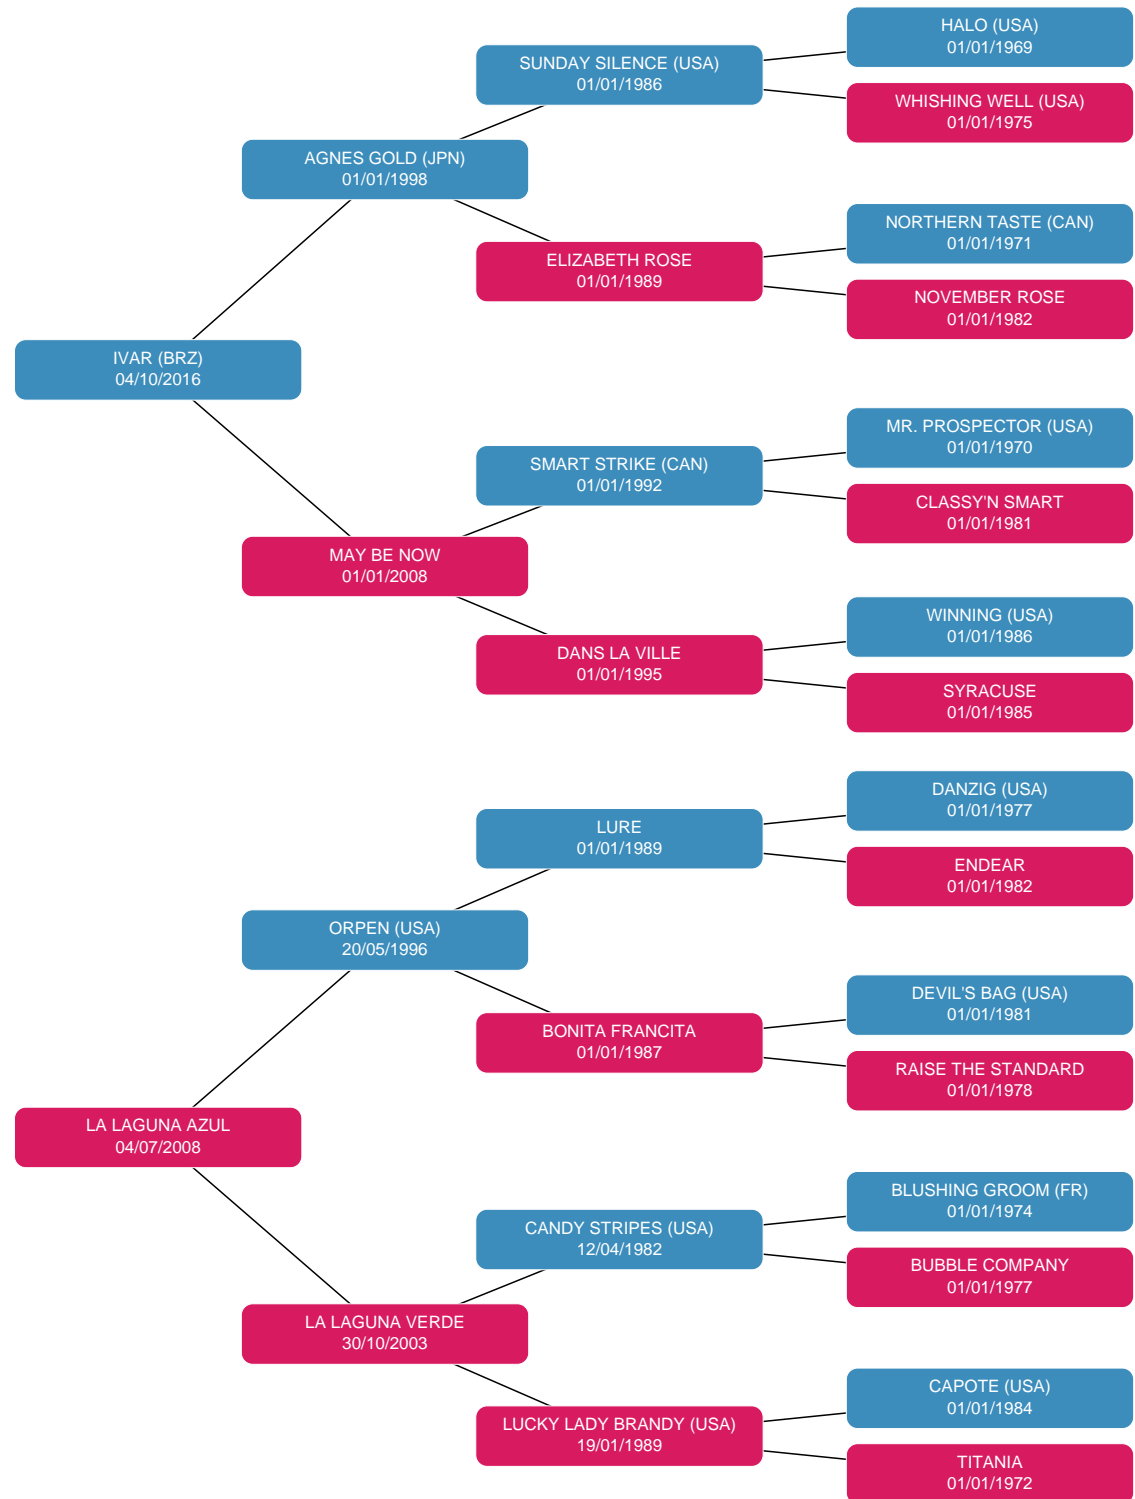 HALO (USA)
01/01/1969
SUNDAY SILENCE (USA)
01/01/1986
WHISHING WELL (USA)
01/01/1975
AGNES GOLD (JPN)
01/01/1998
NORTHERN TASTE (CAN)
01/01/1971
ELIZABETH ROSE
01/01/1989
NOVEMBER ROSE
01/01/1982
IVAR (BRZ)
04/10/2016
MR. PROSPECTOR (USA)
01/01/1970
SMART STRIKE (CAN)
01/01/1992
CLASSY'N SMART
01/01/1981
MAY BE NOW
01/01/2008
WINNING (USA)
01/01/1986
DANS LA VILLE
01/01/1995
SYRACUSE
01/01/1985
DANZIG (USA)
01/01/1977
LURE
01/01/1989
ENDEAR
01/01/1982
ORPEN (USA)
20/05/1996
DEVIL'S BAG (USA)
01/01/1981
BONITA FRANCITA
01/01/1987
RAISE THE STANDARD
01/01/1978
LA LAGUNA AZUL
04/07/2008
BLUSHING GROOM (FR)
01/01/1974
CANDY STRIPES (USA)
12/04/1982
BUBBLE COMPANY
01/01/1977
LA LAGUNA VERDE
30/10/2003
CAPOTE (USA)
01/01/1984
LUCKY LADY BRANDY (USA)
19/01/1989
TITANIA
01/01/1972